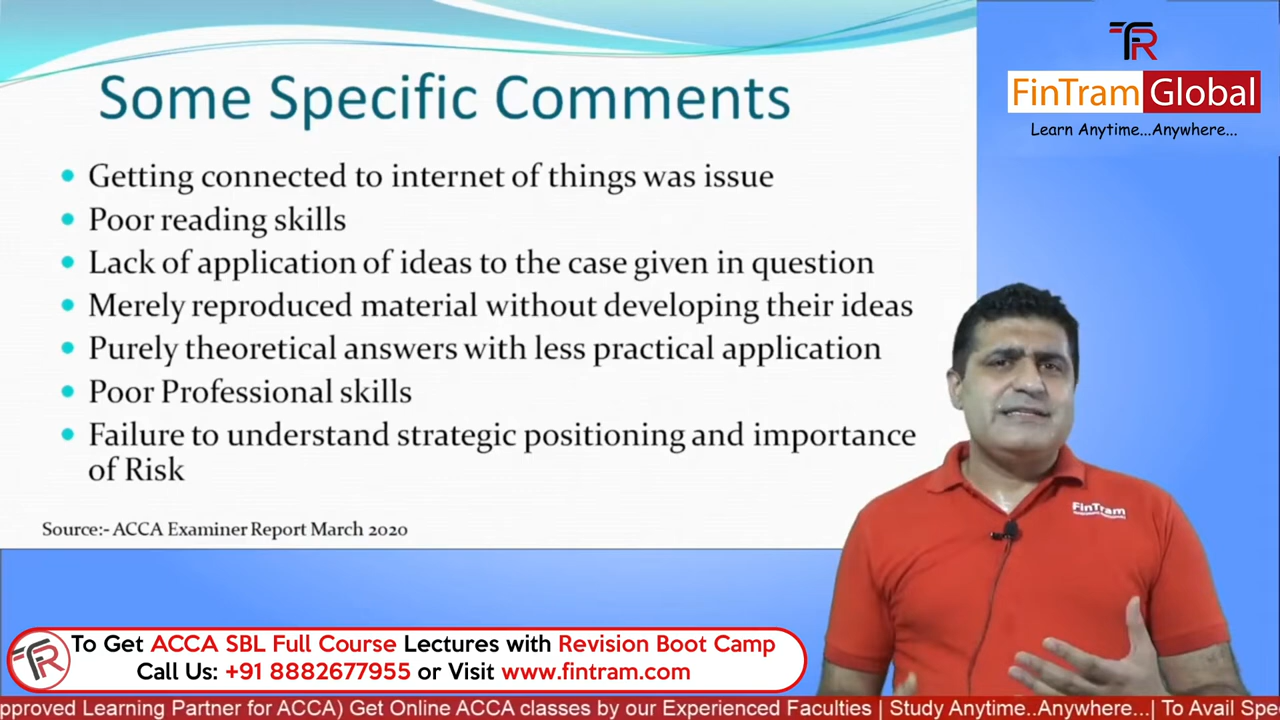 Some Specific Comments
Getting connected to internet of things was issue
Poor reading skills
Lack of application of ideas to the case given in question
Merely reproduced material without developing their ideas
Purely theoretical answers with less practical application
Poor Professional skills
Failure to understand strategic positioning and importance
of Risk
Source:- ACCA Examiner Report March 2020
FinTram Global
Learn Anytime...Anywhere...
FinTram
To Get ACCA SBL Full Course Lectures with Revision Boot Camp
Call Us: +91 8882677955 or Visit www.fintram.com
pproved Learning Partner for ACCA) Get Online ACCA classes by our Experienced Faculties | Study Anytime..Anywhere...| To Avail Spe